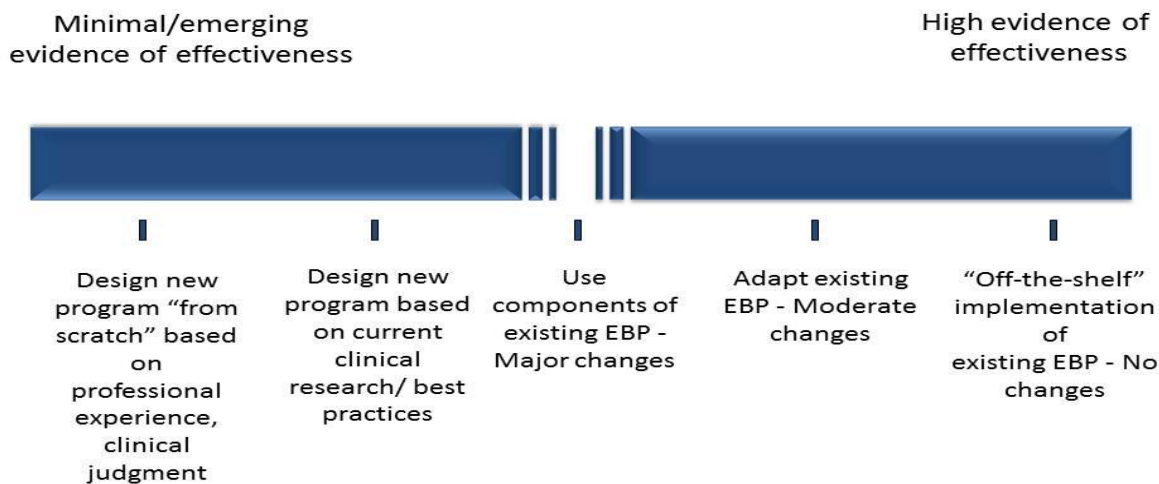 Minimal/emerging
evidence of effectiveness
High evidence of
effectiveness
Design new
program “from
scratch” based
on
professional
experience,
clinical
judgment
Design new
program based
on current
clinical
research/ best
practices
Use
components of
existing EBP -
Major changes
Adapt existing
EBP - Moderate
changes
“Off-the-shelf”
implementation
of
existing EBP - No
changes